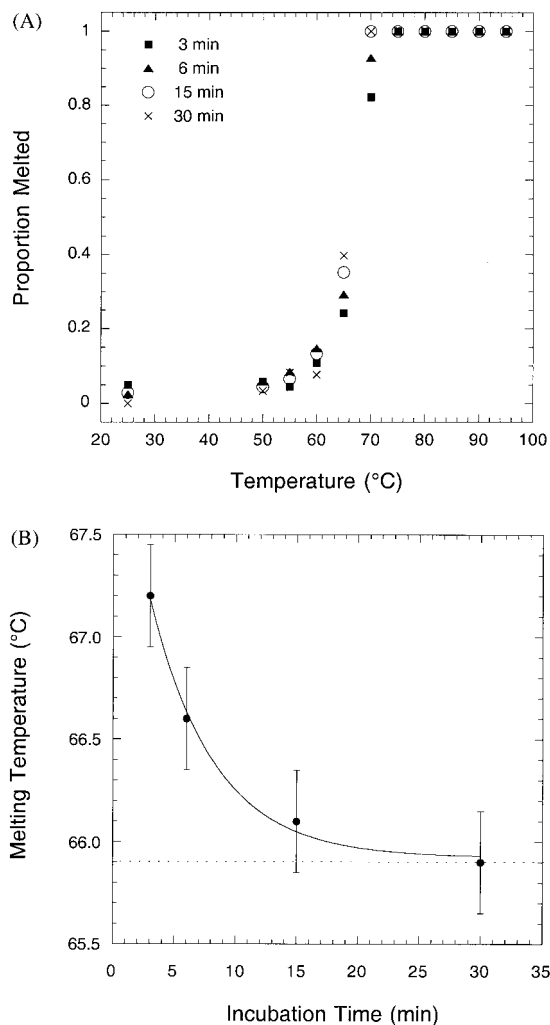 (A)
1
0.8
0.6
0.4
0.2
0
Proportion Melted
3 min
6 min
15 min
30 min
20 30 40 50 60 70 80 90 100
Temperature (°C)
(B)
67.5
67.0
66.5
66.0
65.5
Melting Temperature (°C)
0 5 10 15 20 25 30 35
Incubation Time (min)